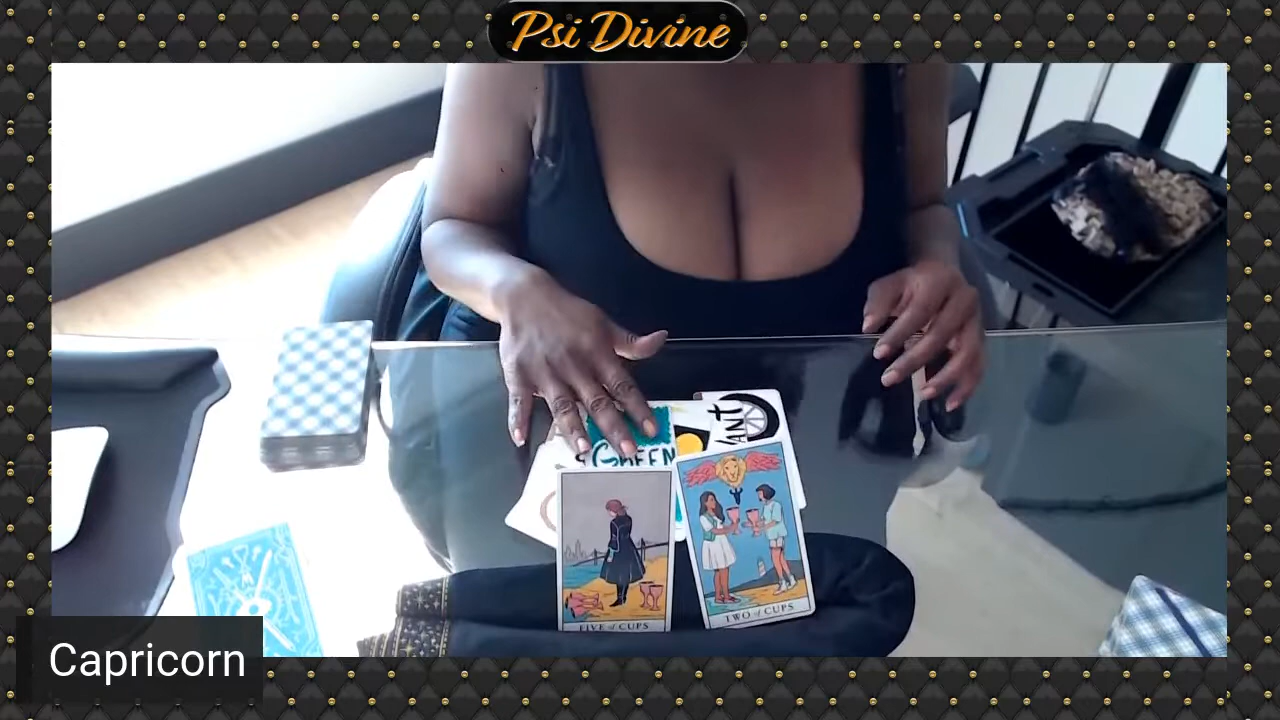 Psi Divine
ANT
GREEN
FIVE of CUPS
TWO of CUPS
Capricorn